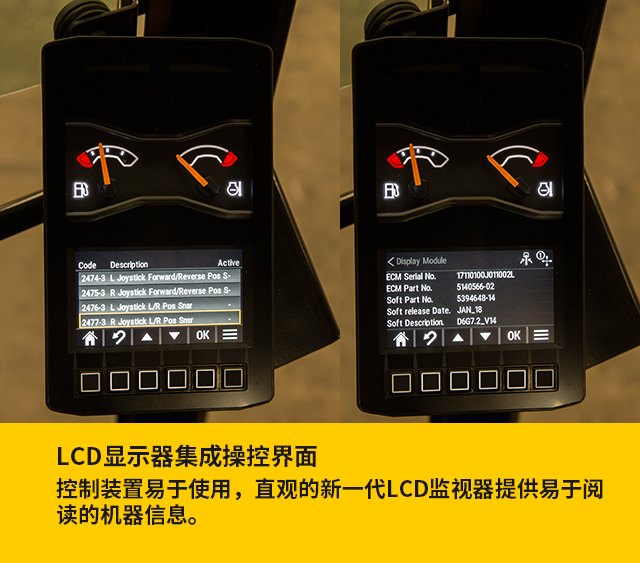 Code Description Active
2474-3 L Joystick Forward/Reverse Pos S-
2475-3 R Joystick Forward/Reverse Pos S-
2476-3 L Joystick L/R Pos Snsr -
2477-3 R Joystick L/R Pos Snsr -
OK
Display Module
ECM Serial No. 17110100J011002L
ECM Part No. 5140566-02
Soft Part No. 5394648-14
Soft release Date. JAN_18
Soft Description. D6G7.2_V14
OK
LCD显示器集成操控界面
控制装置易于使用，直观的新一代LCD监视器提供易于阅
读的机器信息。